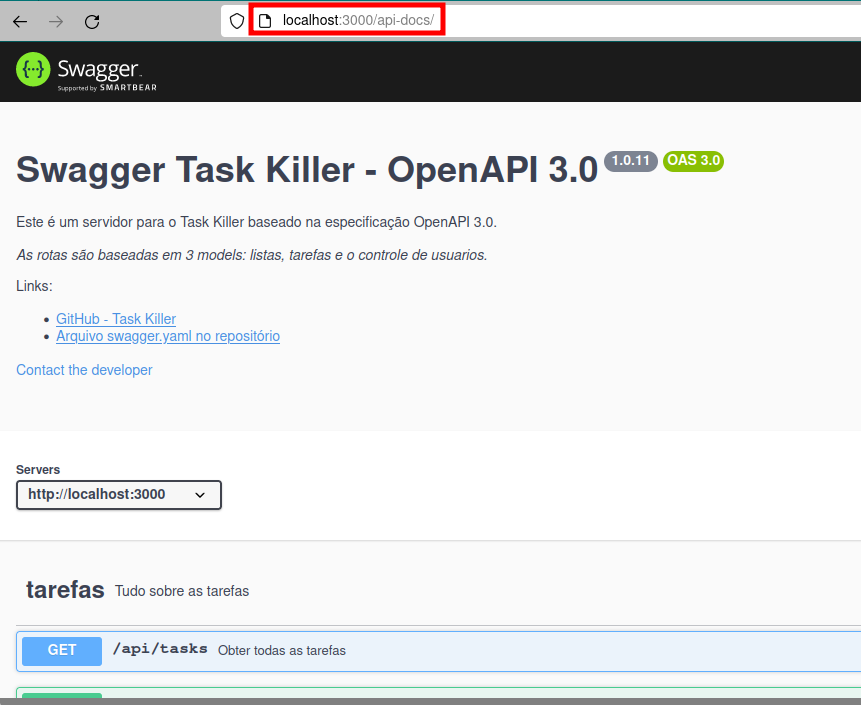 localhost:3000/api-docs/
Swagger.
Supported by SMARTBEAR
Swagger Task Killer - OpenAPI 3.0 1.0.11 OAS 3.0
Este é um servidor para o Task Killer baseado na especificação OpenAPI 3.0.
As rotas são baseadas em 3 models: listas, tarefas e o controle de usuarios.
Links:
• GitHub - Task Killer
• Arquivo swagger.yaml no repositório
Contact the developer
Servers
http://localhost:3000
tarefas Tudo sobre as tarefas
GET /api/tasks Obter todas as tarefas